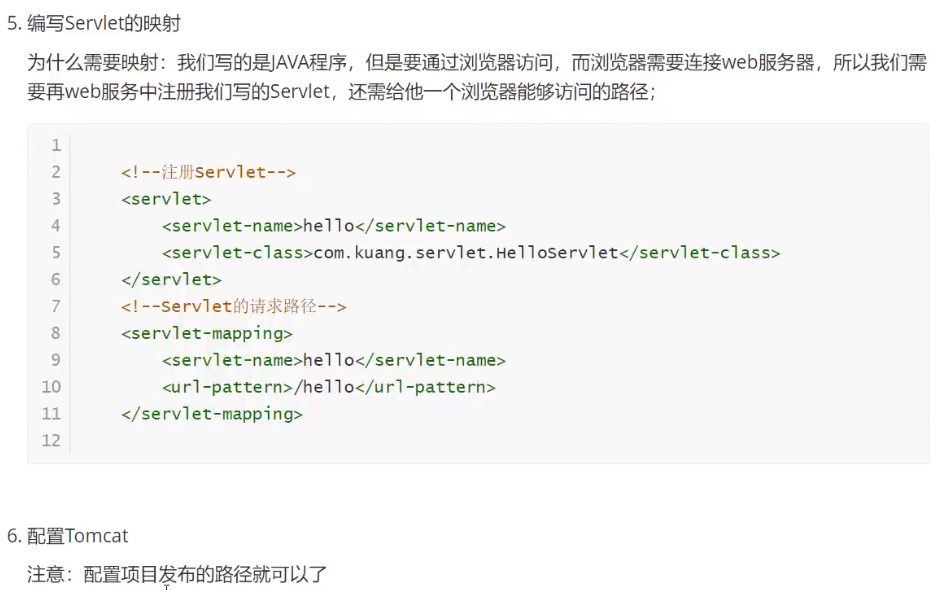 5. 编写Servlet的映射
为什么需要映射：我们写的是JAVA程序，但是要通过浏览器访问，而浏览器需要连接web服务器，所以我们需
要再web服务中注册我们写的Servlet，还需给他一个浏览器能够访问的路径；
1
2 <!--注册Servlet-->
3 <servlet>
4 <servlet-name>hello</servlet-name>
5 <servlet-class>com.kuang.servlet.HelloServlet</servlet-class>
6 </servlet>
7 <!--Servlet的请求路径-->
8 <servlet-mapping>
9 <servlet-name>hello</servlet-name>
10 <url-pattern>/hello</url-pattern>
11 </servlet-mapping>
12
6. 配置Tomcat
注意：配置项目发布的路径就可以了